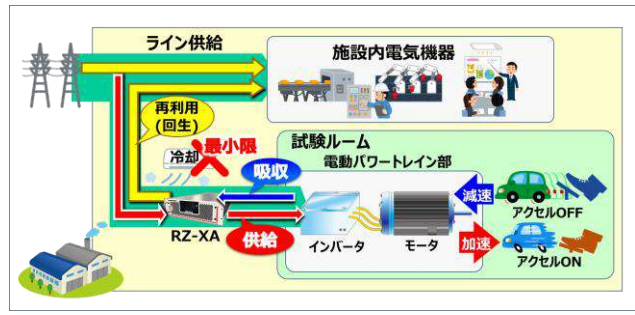 ライン供給
施設内電気機器
再利用
(回生)
冷却
最小限
試験ルーム
電動パワートレイン部
吸収
減速
アクセルOFF
RZ-XA
供給
インバータ
モータ
加速
アクセルON